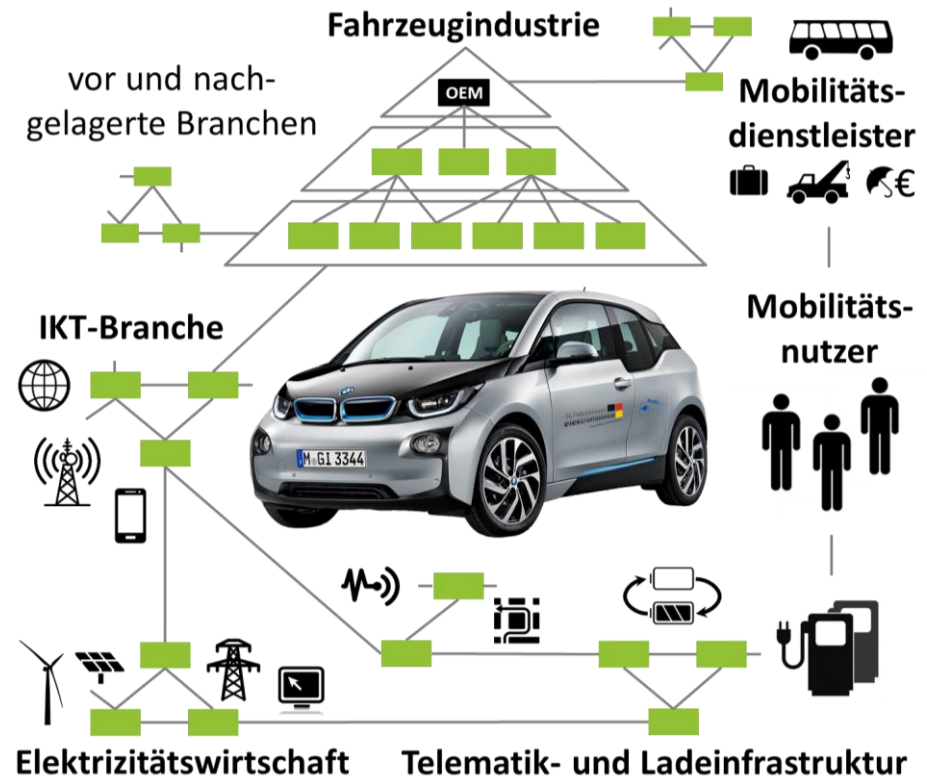 Fahrzeugindustrie
OEM
vor und nach-
gelagerte Branchen
Mobilitäts-
dienstleister
€
IKT-Branche
Mobilitäts-
nutzer
M GI 3344
Elektrizitätswirtschaft
Telematik- und Ladeinfrastruktur